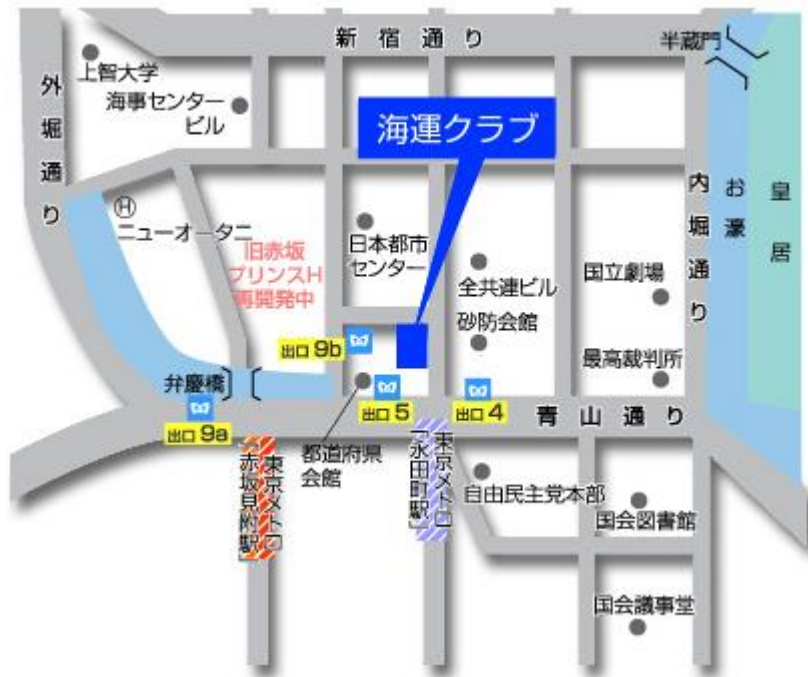 新宿通り
半蔵門
上智大学
外堀通り
海事センター
ビル
海運クラブ
内堀通り
お濠
皇居
H
ニューオータニ
旧赤坂
プリンスH
再開発中
日本都市
センター
全共連ビル
国立劇場
砂防会館
出口9b
最高裁判所
弁慶橋
出口9a
出口5
出口4
青山通り
都道府県
会館
東京メトロ
「赤坂見附駅」
東京メトロ
「永田町駅」
自由民主党本部
国会図書館
国会議事堂